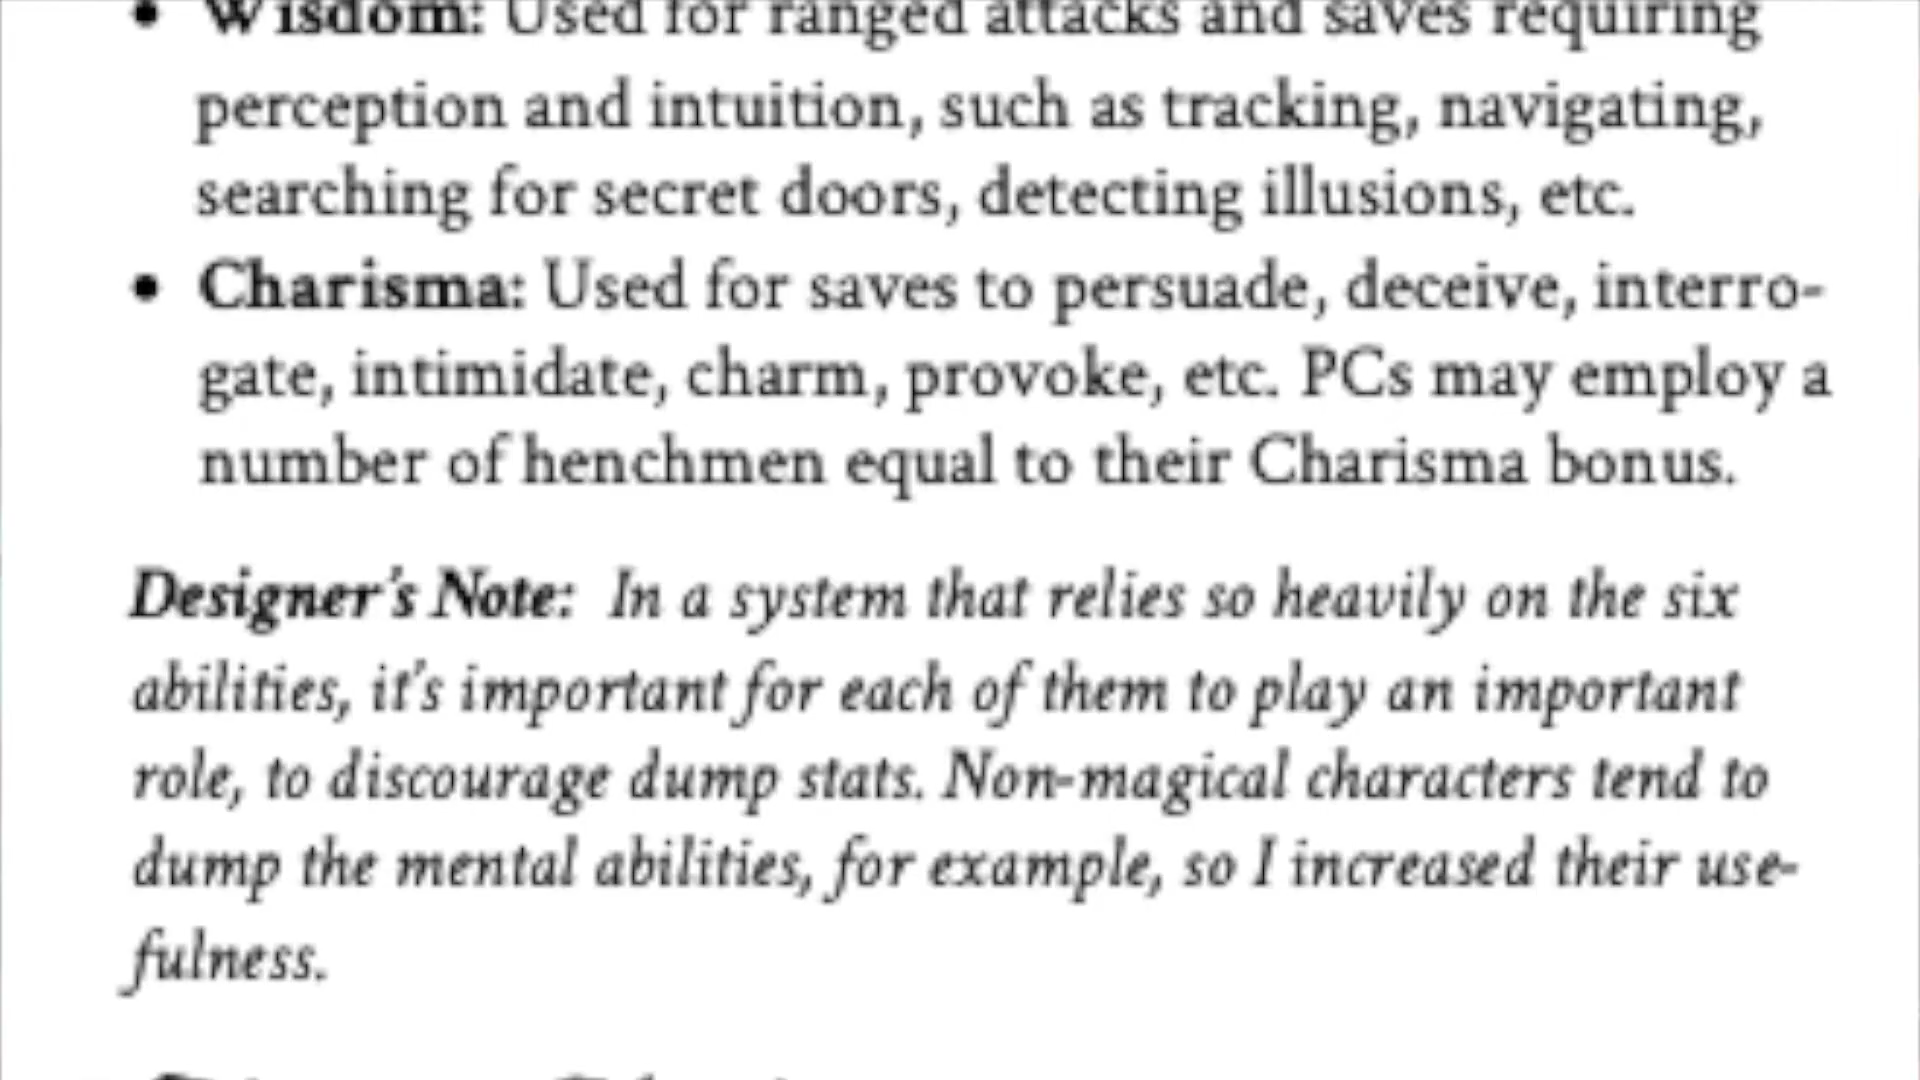 • Wisdom: Used for ranged attacks and saves requiring
perception and intuition, such as tracking, navigating,
searching for secret doors, detecting illusions, etc.
• Charisma: Used for saves to persuade, deceive, interro-
gate, intimidate, charm, provoke, etc. PCs may employ a
number of henchmen equal to their Charisma bonus.
Designer's Note: In a system that relies so heavily on the six
abilities, it's important for each of them to play an important
role, to discourage dump stats. Non-magical characters tend to
dump the mental abilities, for example, so I increased their use-
fulness.